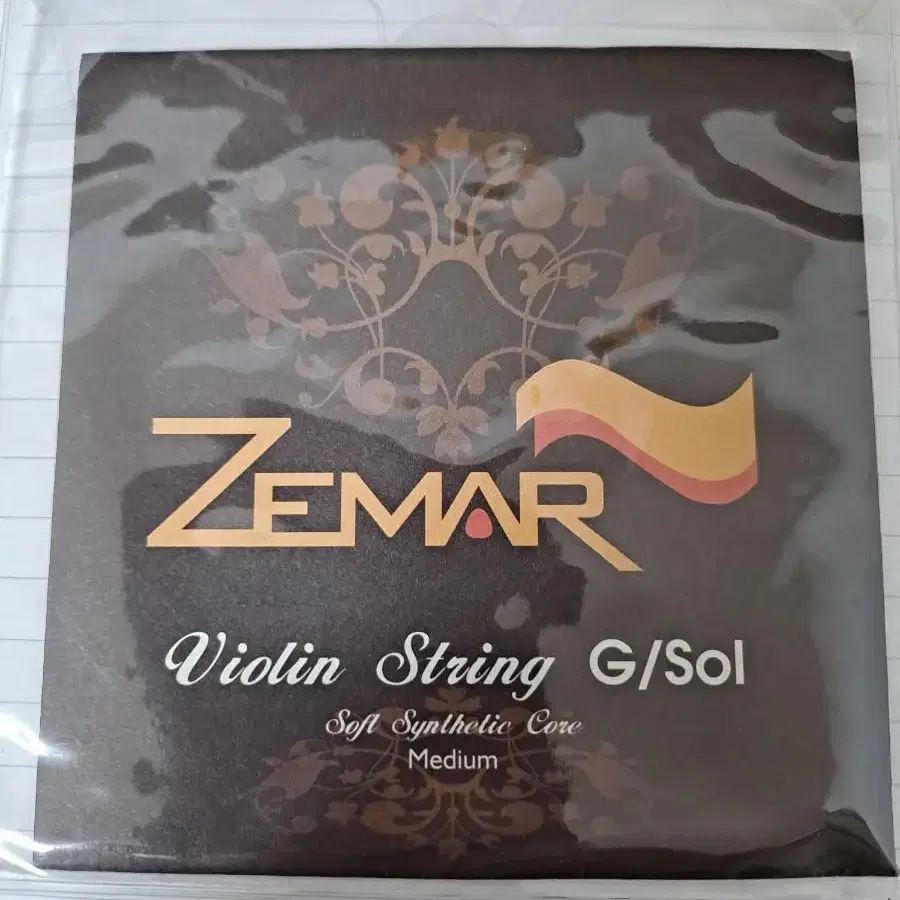 ZEMAR
Violin String G/Sol
Soft Synthetic Core
Medium